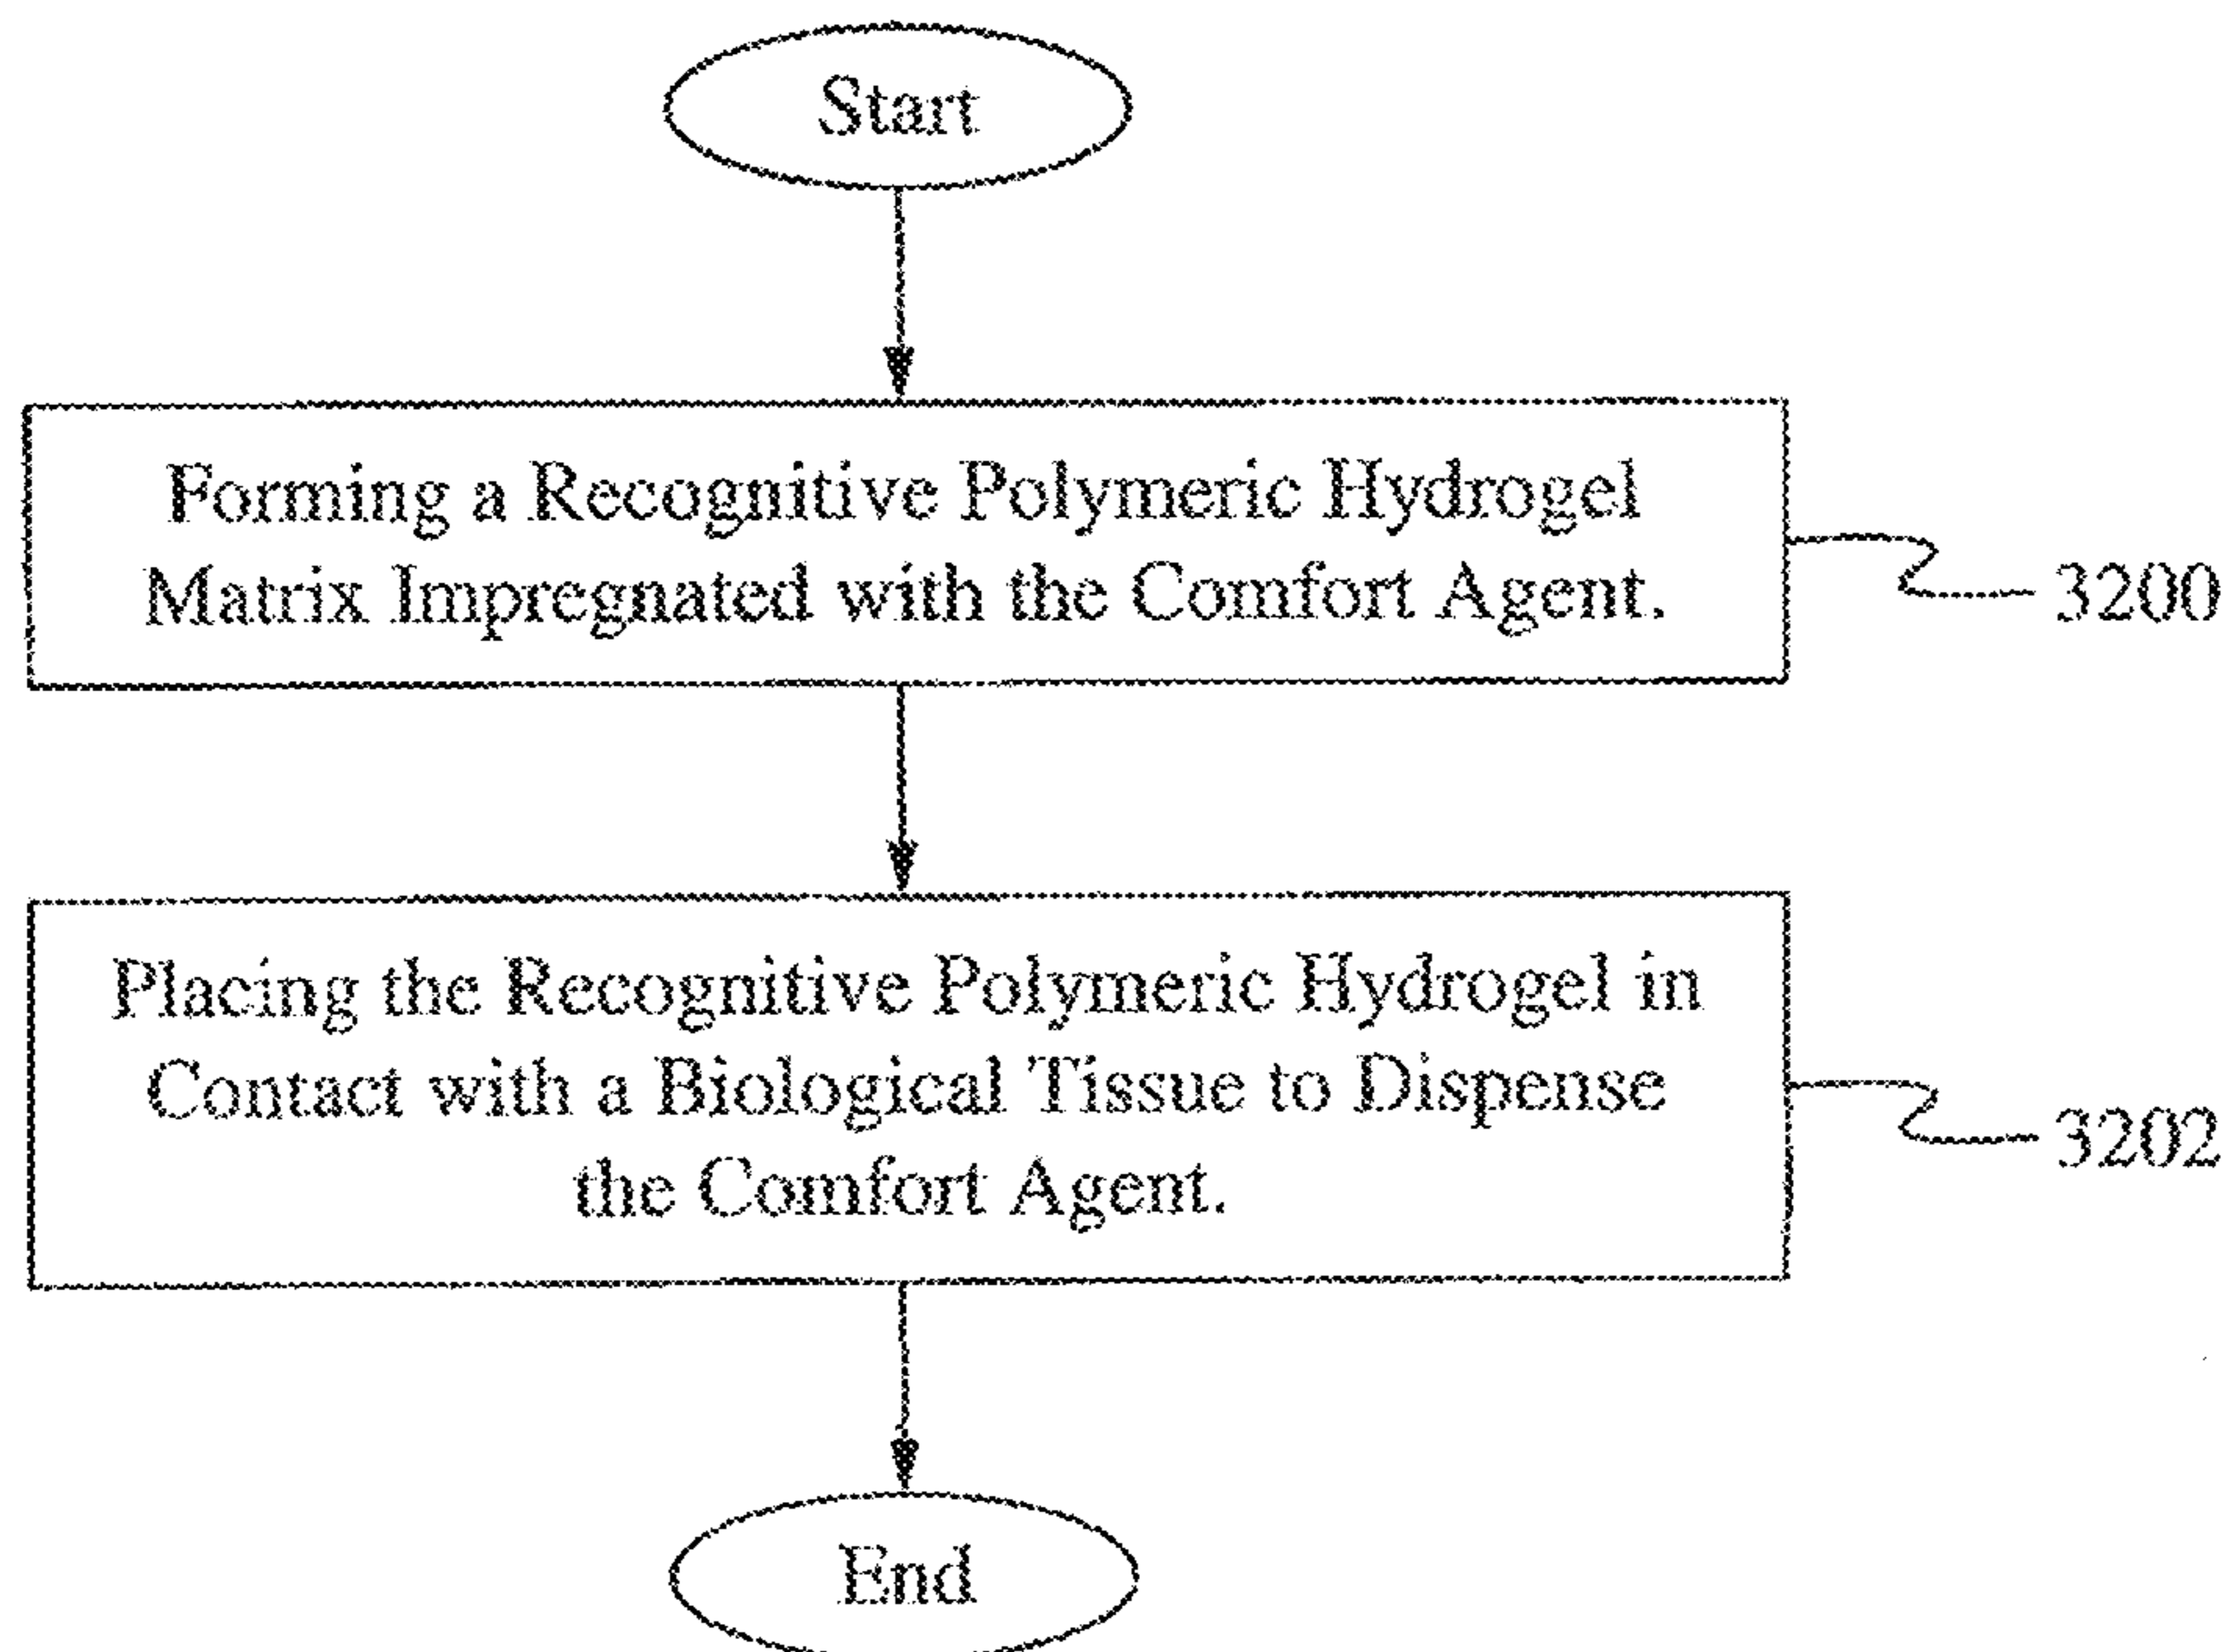 Start
Forming a Recognitive Polymeric Hydrogel
Matrix Impregnated with the Comfort Agent.
3200
Placing the Recognitive Polymeric Hydrogel in
Contact with a Biological Tissue to Dispense
the Comfort Agent.
3202
End